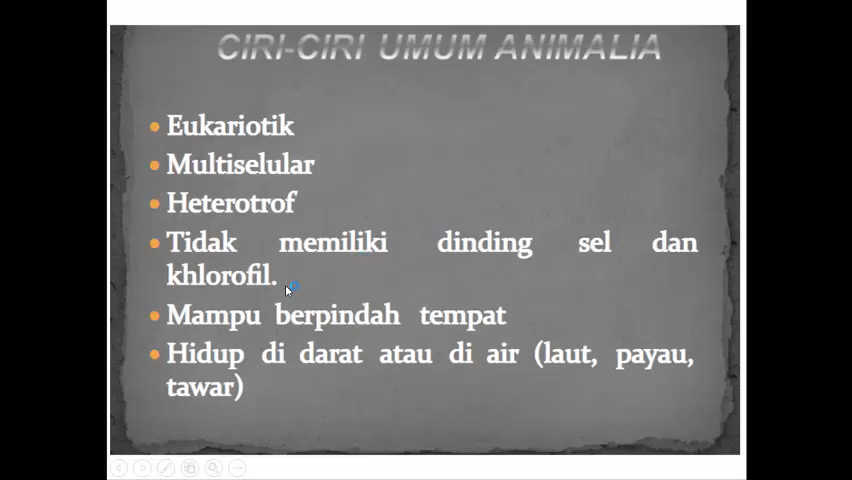 CIRI-CIRI UMUM ANIMALIA
Eukariotik
Multiselular
Heterotrof
Tidak memiliki dinding sel dan
khlorofil.
Mampu berpindah tempat
Hidup di darat atau di air (laut, payau,
tawar)